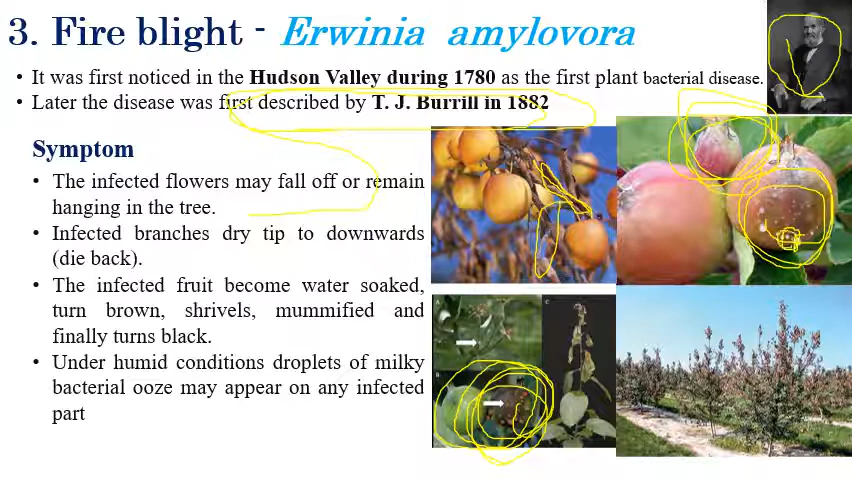 3. Fire blight - Erwinia amylovora
• It was first noticed in the Hudson Valley during 1780 as the first plant bacterial disease.
• Later the disease was first described by T. J. Burrill in 1882
Symptom
• The infected flowers may fall off or remain
hanging in the tree.
• Infected branches dry tip to downwards
(die back).
• The infected fruit become water soaked,
turn brown, shrivels, mummified and
finally turns black.
• Under humid conditions droplets of milky
bacterial ooze may appear on any infected
part
A
C
B